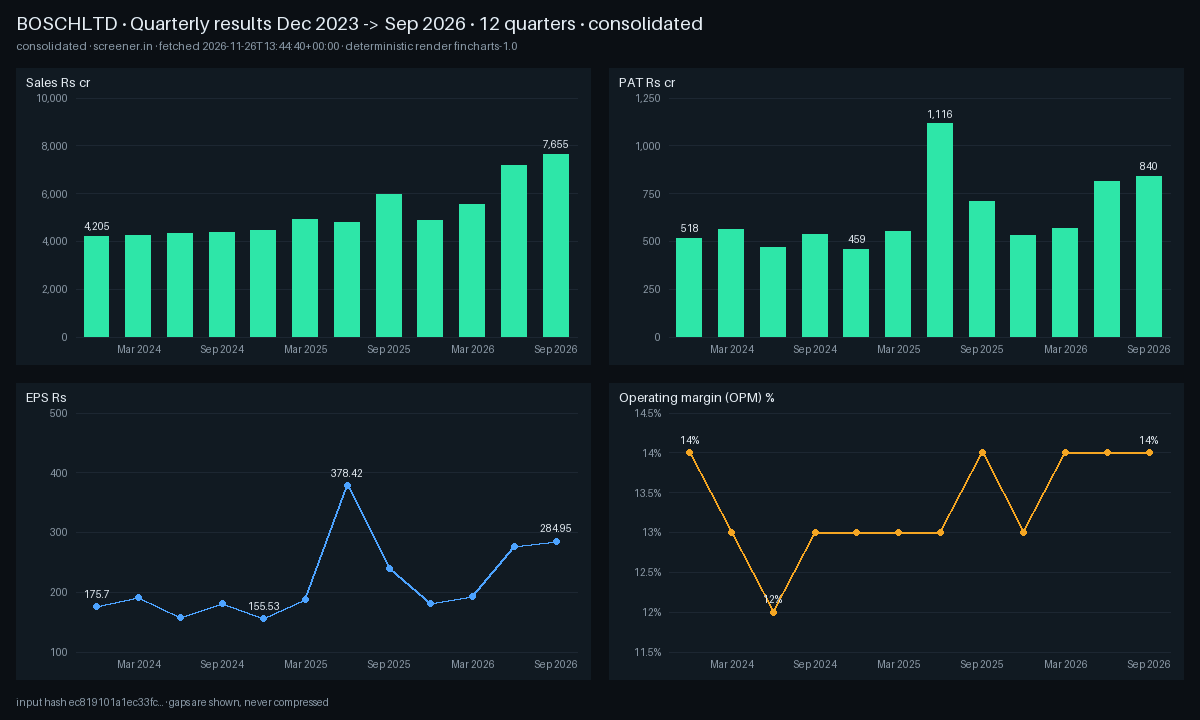 BOSCHLTD · Quarterly results Dec 2023 -> Sep 2026 · 12 quarters · consolidated
consolidated · screener.in · fetched 2026-11-26T13:44:40+00:00 · deterministic render fincharts-1.0
Sales Rs cr
10,000
8,000
6,000
4,000
2,000
0
4,205
7,655
Mar 2024
Sep 2024
Mar 2025
Sep 2025
Mar 2026
Sep 2026
PAT Rs cr
1,250
1,000
750
500
250
0
518
459
1,116
840
Mar 2024
Sep 2024
Mar 2025
Sep 2025
Mar 2026
Sep 2026
EPS Rs
500
400
300
200
100
175.7
155.53
378.42
284.95
Mar 2024
Sep 2024
Mar 2025
Sep 2025
Mar 2026
Sep 2026
Operating margin (OPM) %
14.5%
14%
13.5%
13%
12.5%
12%
11.5%
14%
12%
14%
Mar 2024
Sep 2024
Mar 2025
Sep 2025
Mar 2026
Sep 2026
input hash ec819101a1ec33fc… · gaps are shown, never compressed